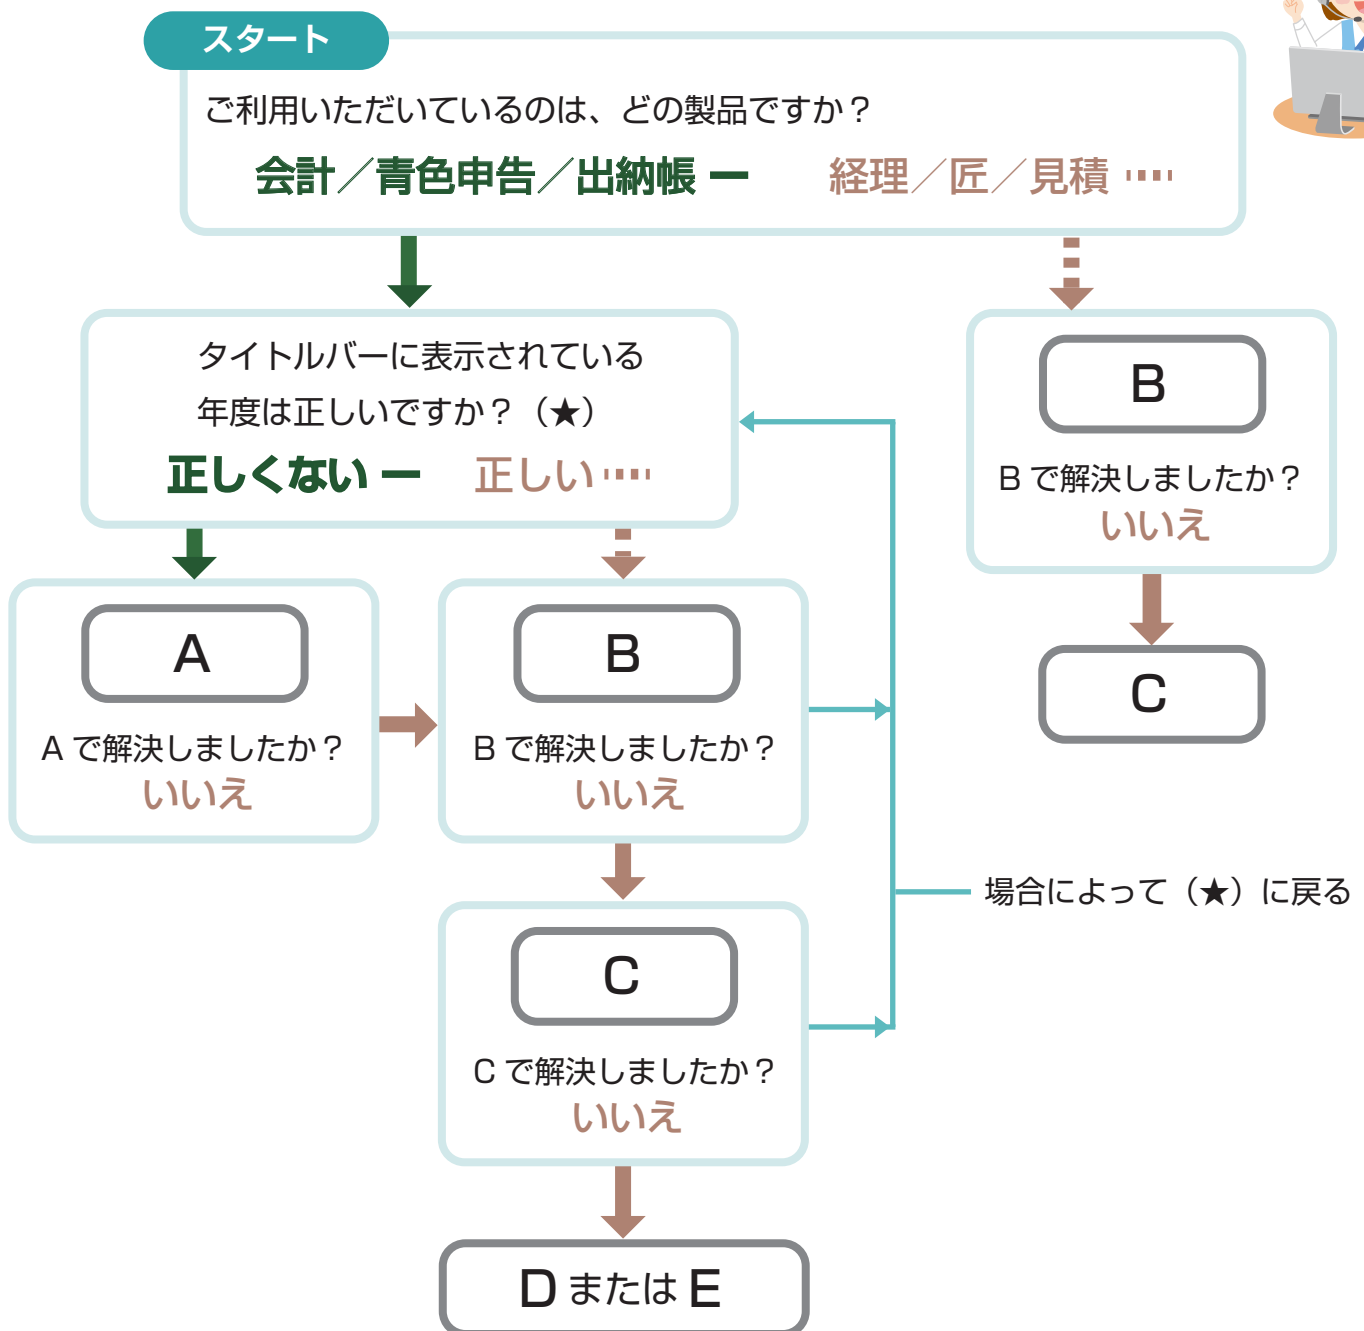 スタート
ご利用いただいているのは、どの製品ですか？
会計／青色申告／出納帳 ー 経理／匠／見積 ····
タイトルバーに表示されている
年度は正しいですか？（★）
正しくない ー 正しい ····
A
A で解決しましたか？
いいえ
B
B で解決しましたか？
いいえ
C
C で解決しましたか？
いいえ
D または E
B
B で解決しましたか？
いいえ
C
場合によって（★）に戻る